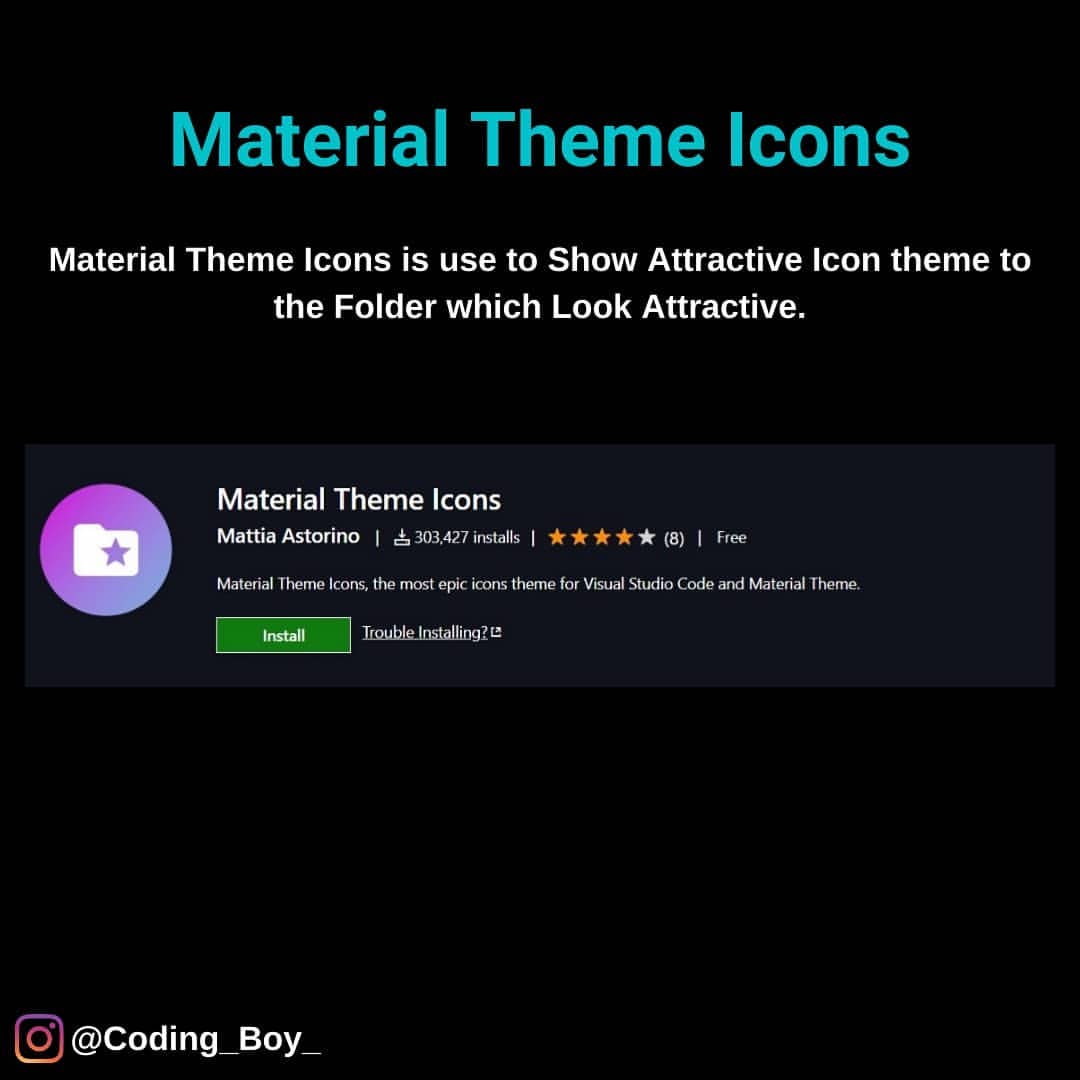 Material Theme Icons
Material Theme Icons is use to Show Attractive Icon theme to
the Folder which Look Attractive.
Material Theme Icons
Mattia Astorino | 303,427 installs | (8) | Free
Material Theme Icons, the most epic icons theme for Visual Studio Code and Material Theme.
Install Trouble Installing?
@Coding_Boy_